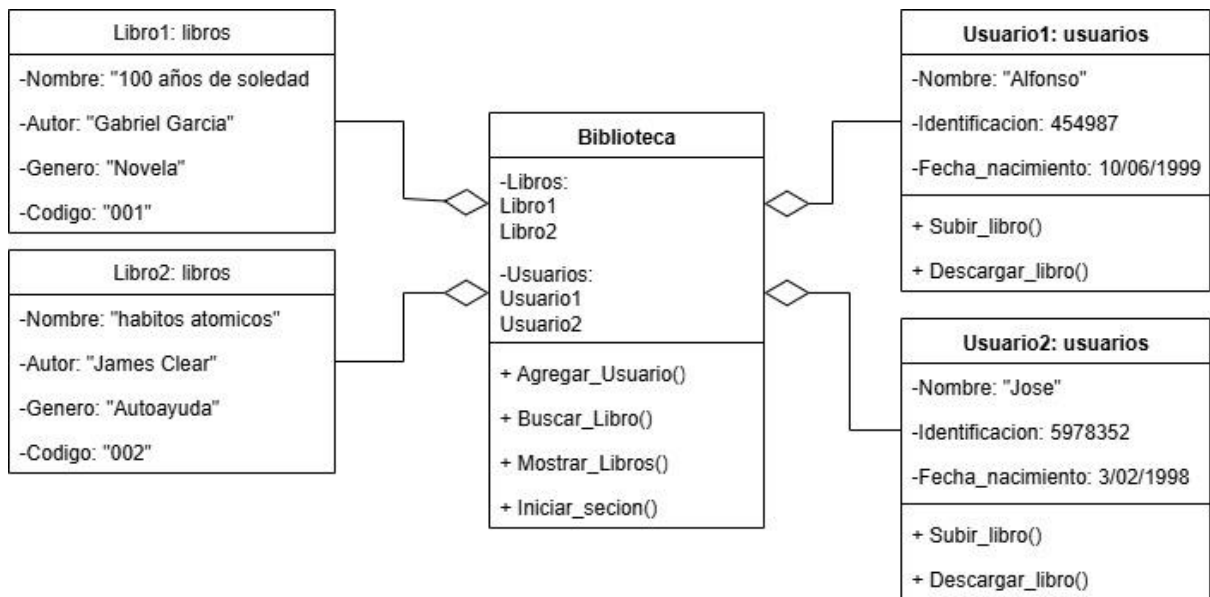 Libro1: libros
-Nombre: "100 años de soledad
-Autor: "Gabriel Garcia"
-Genero: "Novela"
-Codigo: "001"
Libro2: libros
-Nombre: "habitos atomicos"
-Autor: "James Clear"
-Genero: "Autoayuda"
-Codigo: "002"
Biblioteca
-Libros:
Libro1
Libro2
-Usuarios:
Usuario1
Usuario2
+ Agregar_Usuario()
+ Buscar_Libro()
+ Mostrar_Libros()
+ Iniciar_secion()
Usuario1: usuarios
-Nombre: "Alfonso"
-Identificacion: 454987
-Fecha_nacimiento: 10/06/1999
+ Subir_libro()
+ Descargar_libro()
Usuario2: usuarios
-Nombre: "Jose"
-Identificacion: 5978352
-Fecha_nacimiento: 3/02/1998
+ Subir_libro()
+ Descargar_libro()